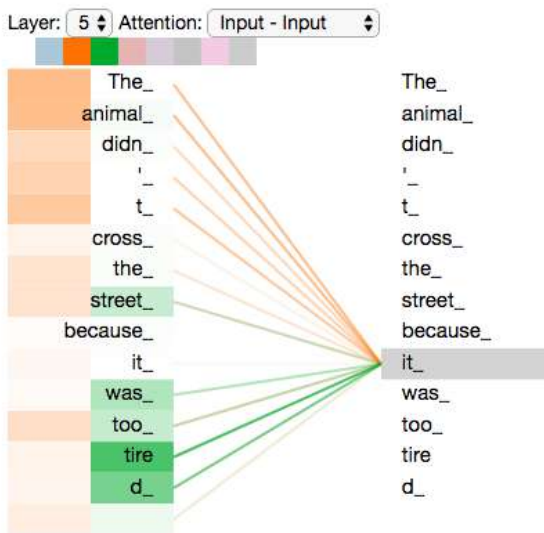 Layer: 5 Attention: Input - Input
The_ The_
animal_ animal_
didn_ didn_
'_ '_
t_ t_
cross_ cross_
the_ the_
street_ street_
because_ because_
it_ it_
was_ was_
too_ too_
tire tire
d_ d_